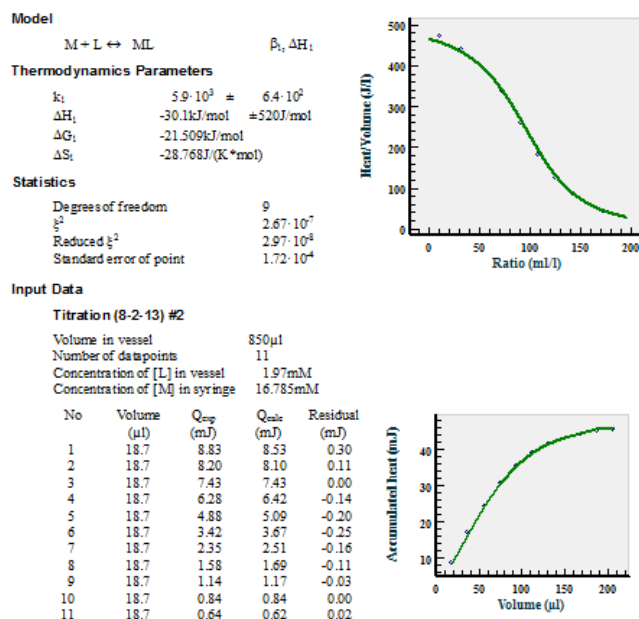 Model
M + L ↔ ML β₁, ΔH₁
Thermodynamics Parameters
k₁ 5.9·10³ ± 6.4·10²
ΔH₁ -30.1kJ/mol ±520J/mol
ΔG₁ -21.509kJ/mol
ΔS₁ -28.768J/(K*mol)
Statistics
Degrees of freedom 9
ξ² 2.67·10⁻⁷
Reduced ξ² 2.97·10⁻⁸
Standard error of point 1.72·10⁻⁴
Input Data
Titration (8-2-13) #2
Volume in vessel 850µl
Number of datapoints 11
Concentration of [L] in vessel 1.97mM
Concentration of [M] in syringe 16.785mM
No Volume Qexp Qcalc Residual
(µl) (mJ) (mJ) (mJ)
1 18.7 8.83 8.53 0.30
2 18.7 8.20 8.10 0.11
3 18.7 7.43 7.43 0.00
4 18.7 6.28 6.42 -0.14
5 18.7 4.88 5.09 -0.20
6 18.7 3.42 3.67 -0.25
7 18.7 2.35 2.51 -0.16
8 18.7 1.58 1.69 -0.11
9 18.7 1.14 1.17 -0.03
10 18.7 0.84 0.84 0.00
11 18.7 0.64 0.62 0.02
Heat/Volume (J/l)
500
400
300
200
100
0
0 50 100 150 200
Ratio (ml/l)
Accumulated heat (mJ)
40
30
20
10
0 50 100 150 200
Volume (µl)